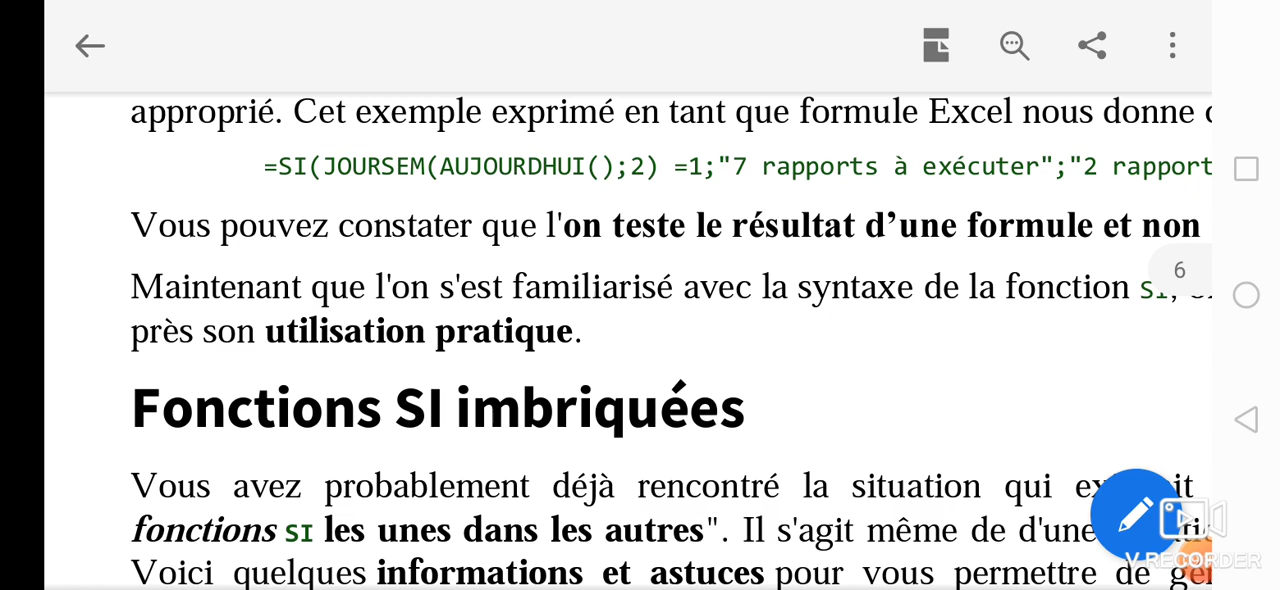 approprié. Cet exemple exprimé en tant que formule Excel nous donne
=SI(JOURSEM(AUJOURDHUI();2) =1;"7 rapports à exécuter";"2 rapport
Vous pouvez constater que l'on teste le résultat d’une formule et non
6
Maintenant que l'on s'est familiarisé avec la syntaxe de la fonction SI,
près son utilisation pratique.
Fonctions SI imbriquées
Vous avez probablement déjà rencontré la situation qui
fonctions SI les unes dans les autres". Il s'agit même de d'une
Voici quelques informations et astuces pour vous permettre de
V RECORDER